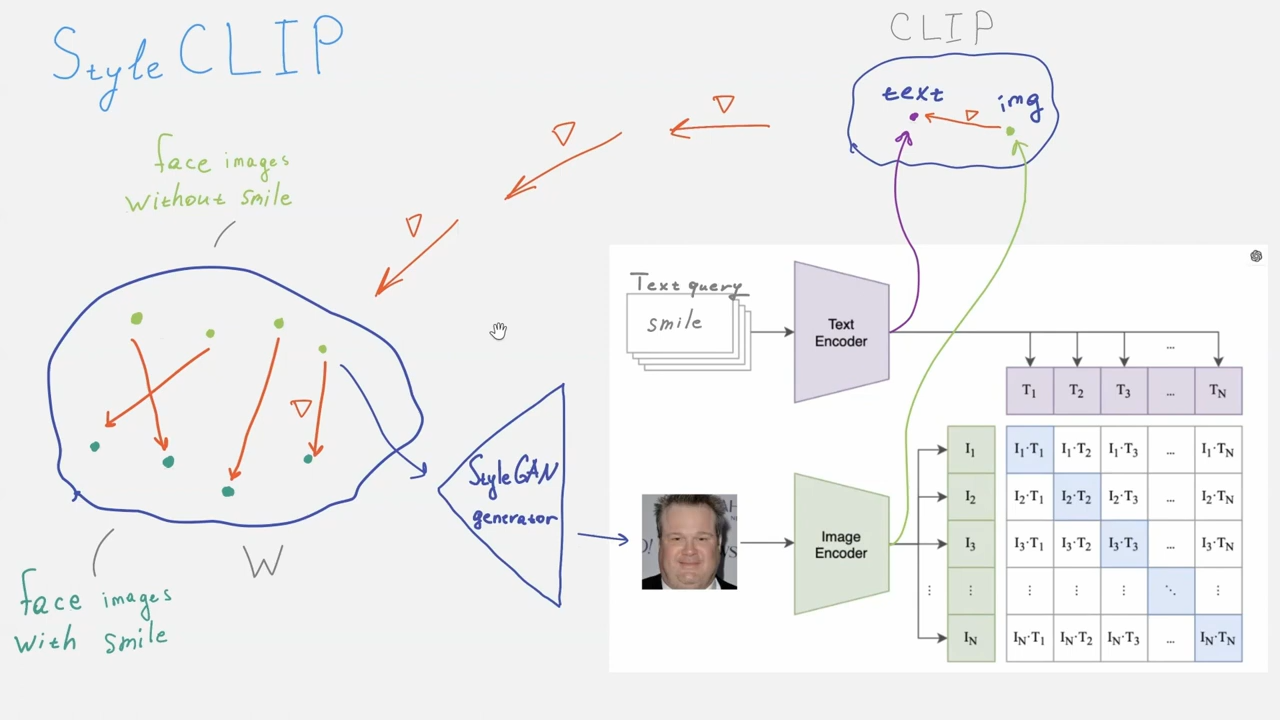 StyleCLIP
CLIP
text
img
∇
∇
∇
∇
face images
without smile
Text query
smile
Text
Encoder
...
T1 T2 T3 ... TN
∇
StyleGAN
generator
Image
Encoder
I1 I1·T1 I1·T2 I1·T3 ... I1·TN
I2 I2·T1 I2·T2 I2·T3 ... I2·TN
I3 I3·T1 I3·T2 I3·T3 ... I3·TN
⋮ ⋮ ⋮ ⋮ ⋮ ⋱ ⋮
IN IN·T1 IN·T2 IN·T3 ... IN·TN
W
face images
with smile